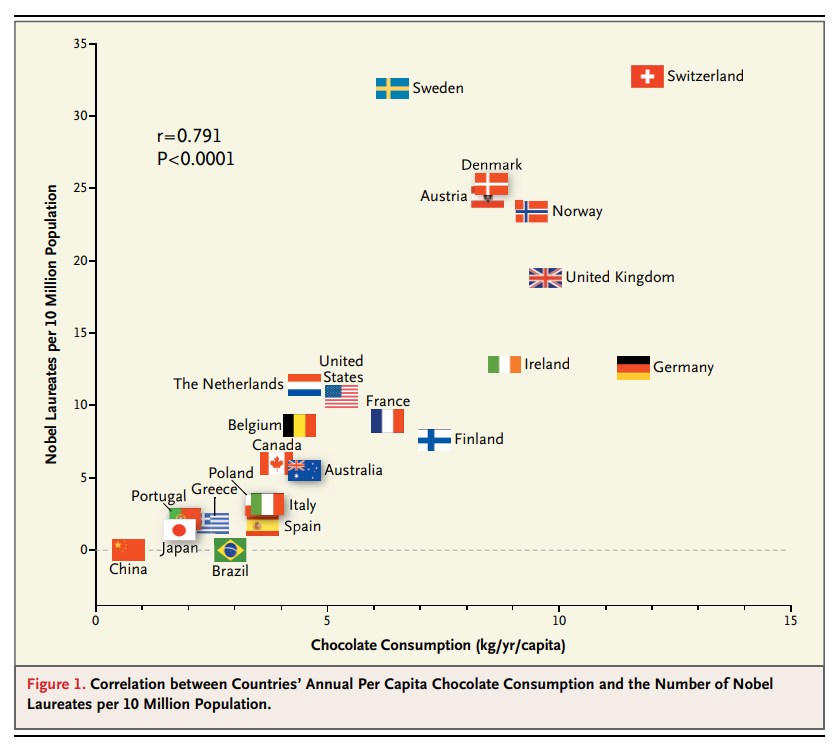 35
30
25
20
15
10
5
0
Nobel Laureates per 10 Million Population
r=0.791
P<0.0001
Sweden
Switzerland
Denmark
Austria
Norway
United Kingdom
Ireland
Germany
United
States
The Netherlands
France
Belgium
Finland
Canada
Australia
Poland
Greece
Portugal
Italy
Spain
Japan
China
Brazil
0
5
10
15
Chocolate Consumption (kg/yr/capita)
Figure 1. Correlation between Countries’ Annual Per Capita Chocolate Consumption and the Number of Nobel
Laureates per 10 Million Population.